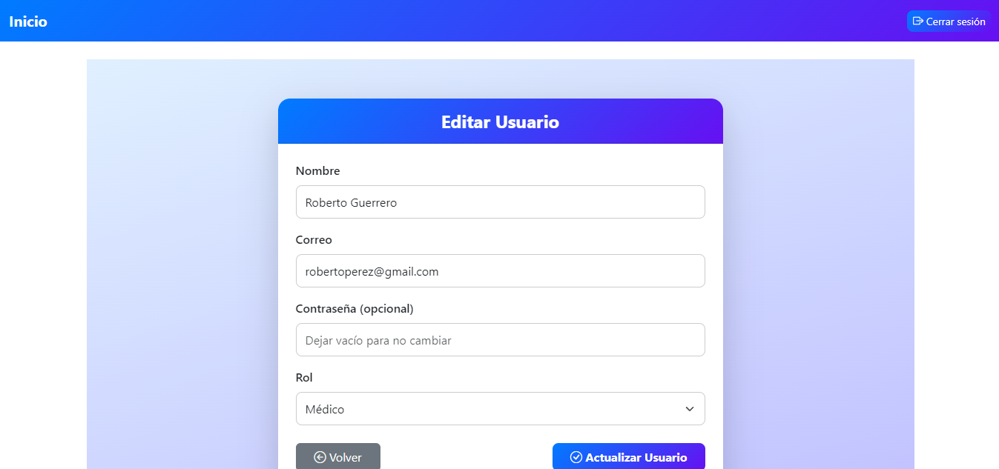 Inicio
Cerrar sesión
Editar Usuario
Nombre
Roberto Guerrero
Correo
robertoperez@gmail.com
Contraseña (opcional)
Dejar vacío para no cambiar
Rol
Médico
Volver
Actualizar Usuario